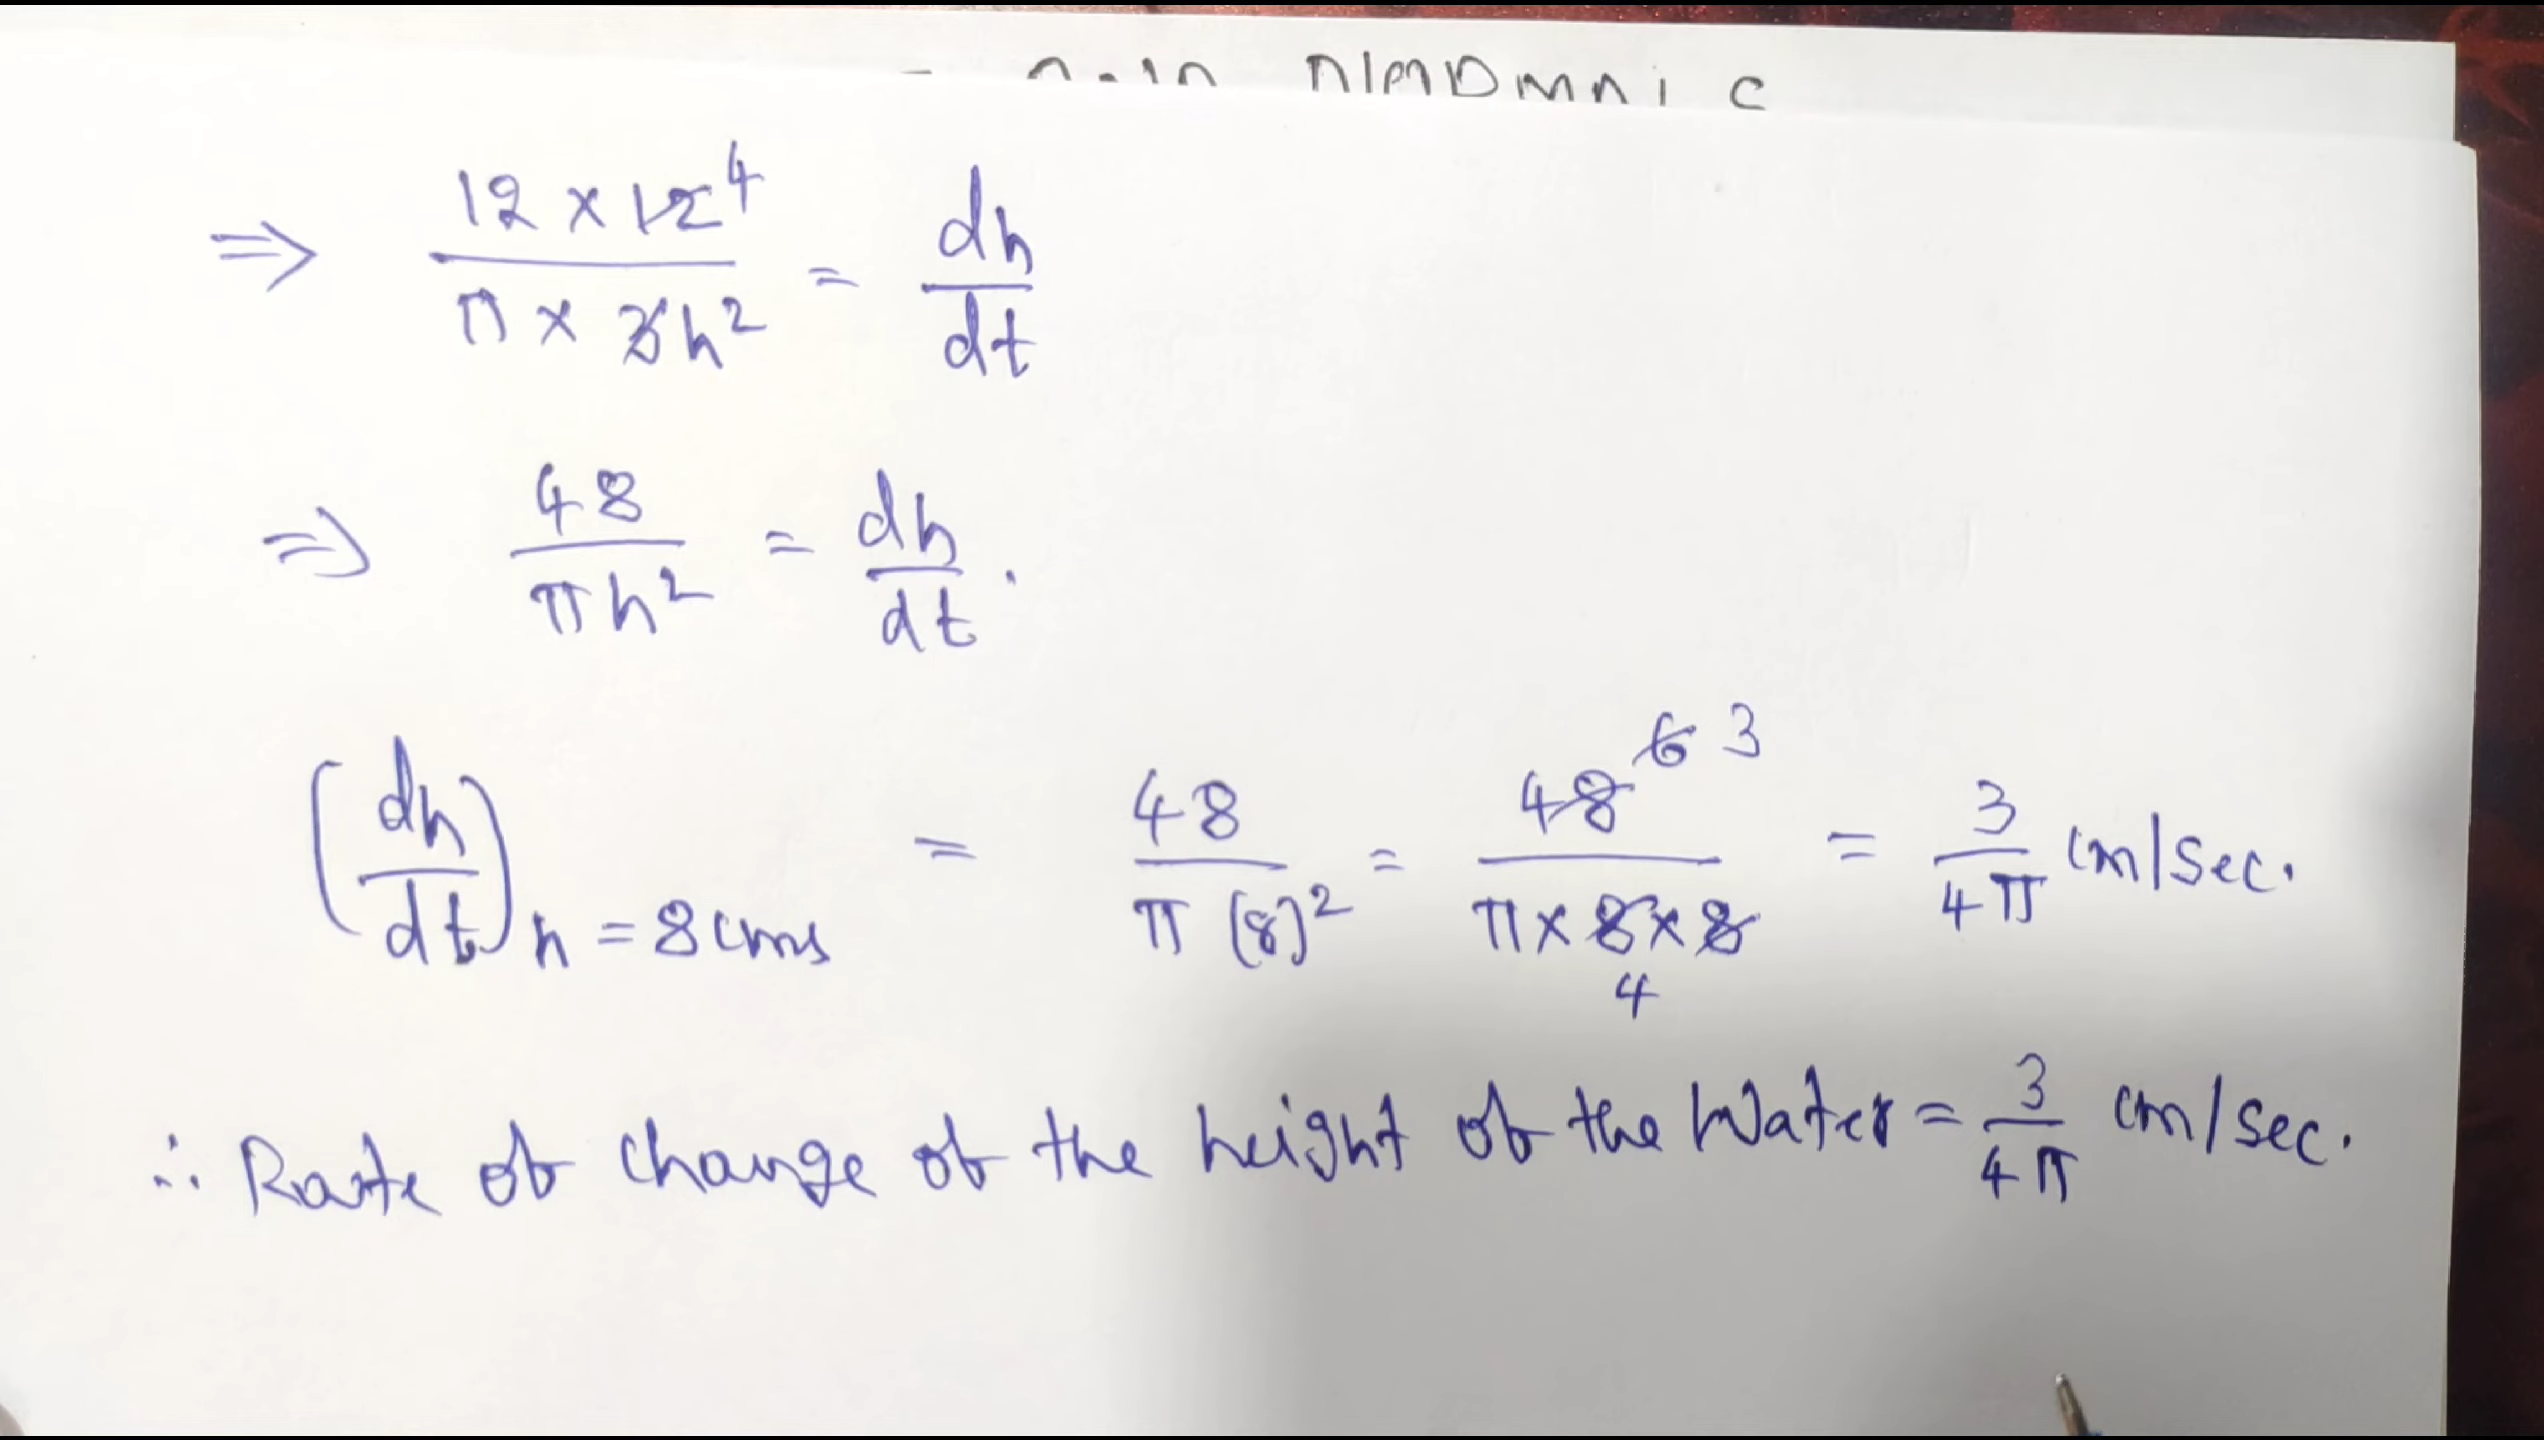 ⇒ 12 × 12 4 / π × 3h² = dh/dt
⇒ 48/πh² = dh/dt.
(dh/dt) h = 8 cms = 48/π(8)² = 48 6 3 / π × 8 × 8 4 = 3/4π cm/sec.
∴ Rate of change of the height of the Water = 3/4π cm/sec.